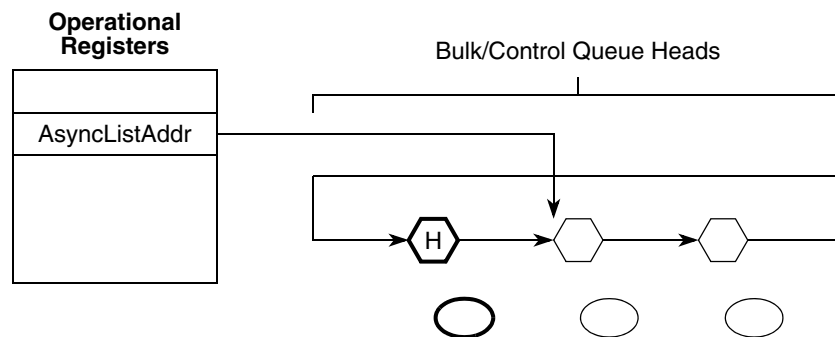 Operational
Registers
Bulk/Control Queue Heads
AsyncListAddr
H